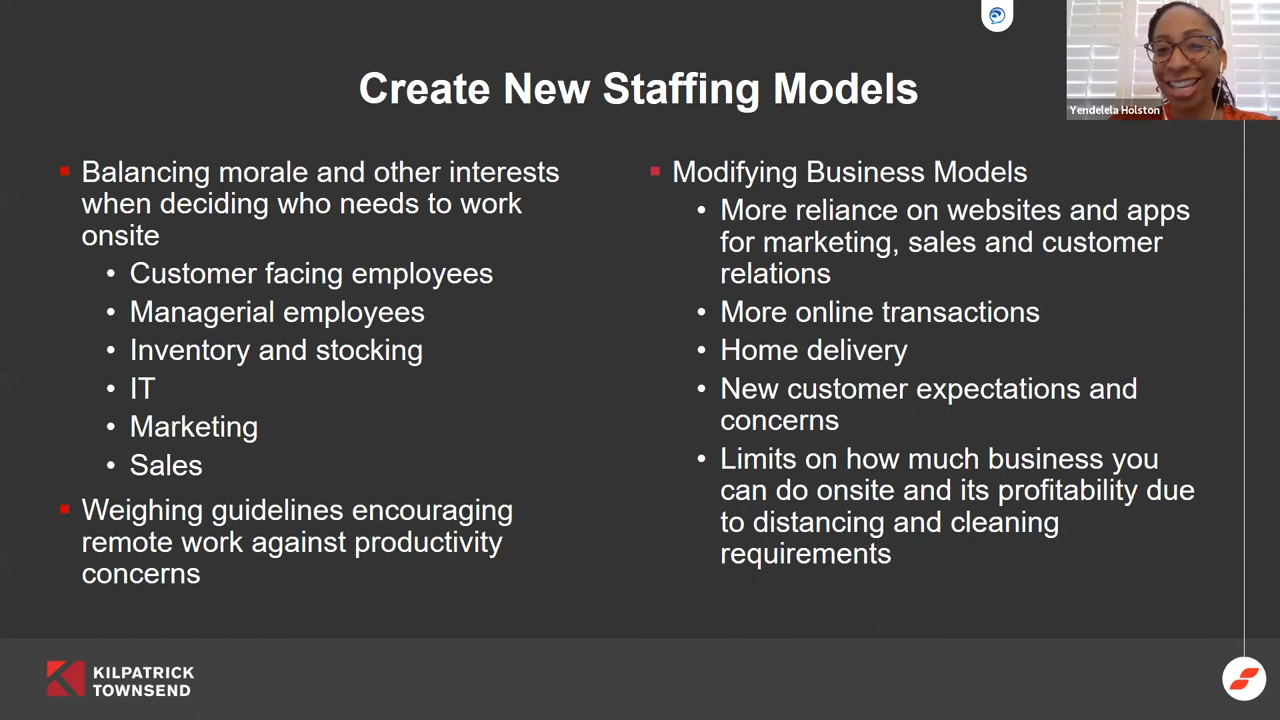 Create New Staffing Models
Yendelela Holston
Balancing morale and other interests
when deciding who needs to work
onsite
• Customer facing employees
• Managerial employees
• Inventory and stocking
• IT
• Marketing
• Sales
Weighing guidelines encouraging
remote work against productivity
concerns
Modifying Business Models
• More reliance on websites and apps
for marketing, sales and customer
relations
• More online transactions
• Home delivery
• New customer expectations and
concerns
• Limits on how much business you
can do onsite and its profitability due
to distancing and cleaning
requirements
KILPATRICK
TOWNSEND